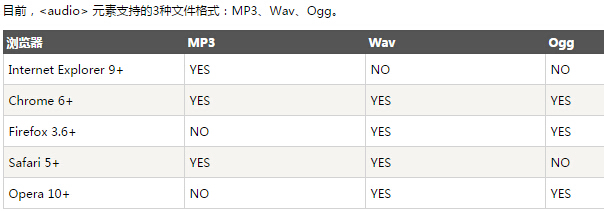 目前，<audio> 元素支持的3种文件格式：MP3、Wav、Ogg。
浏览器 MP3 Wav Ogg
Internet Explorer 9+ YES NO NO
Chrome 6+ YES YES YES
Firefox 3.6+ NO YES YES
Safari 5+ YES YES NO
Opera 10+ NO YES YES